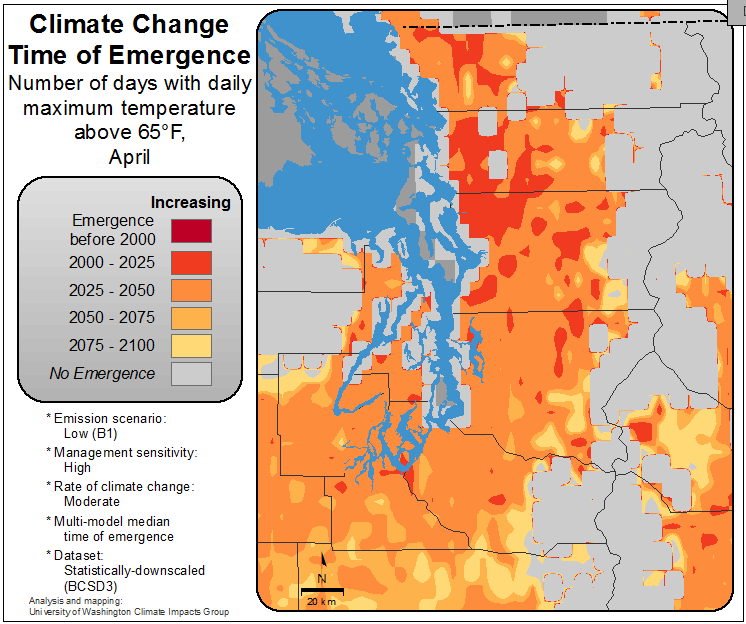 Climate Change
Time of Emergence
Number of days with daily
maximum temperature
above 65°F,
April
Increasing
Emergence
before 2000
2000 - 2025
2025 - 2050
2050 - 2075
2075 - 2100
No Emergence
* Emission scenario:
Low (B1)
* Management sensitivity:
High
* Rate of climate change:
Moderate
* Multi-model median
time of emergence
* Dataset:
Statistically-downscaled
(BCSD3)
Analysis and mapping:
University of Washington Climate Impacts Group
N
20 km